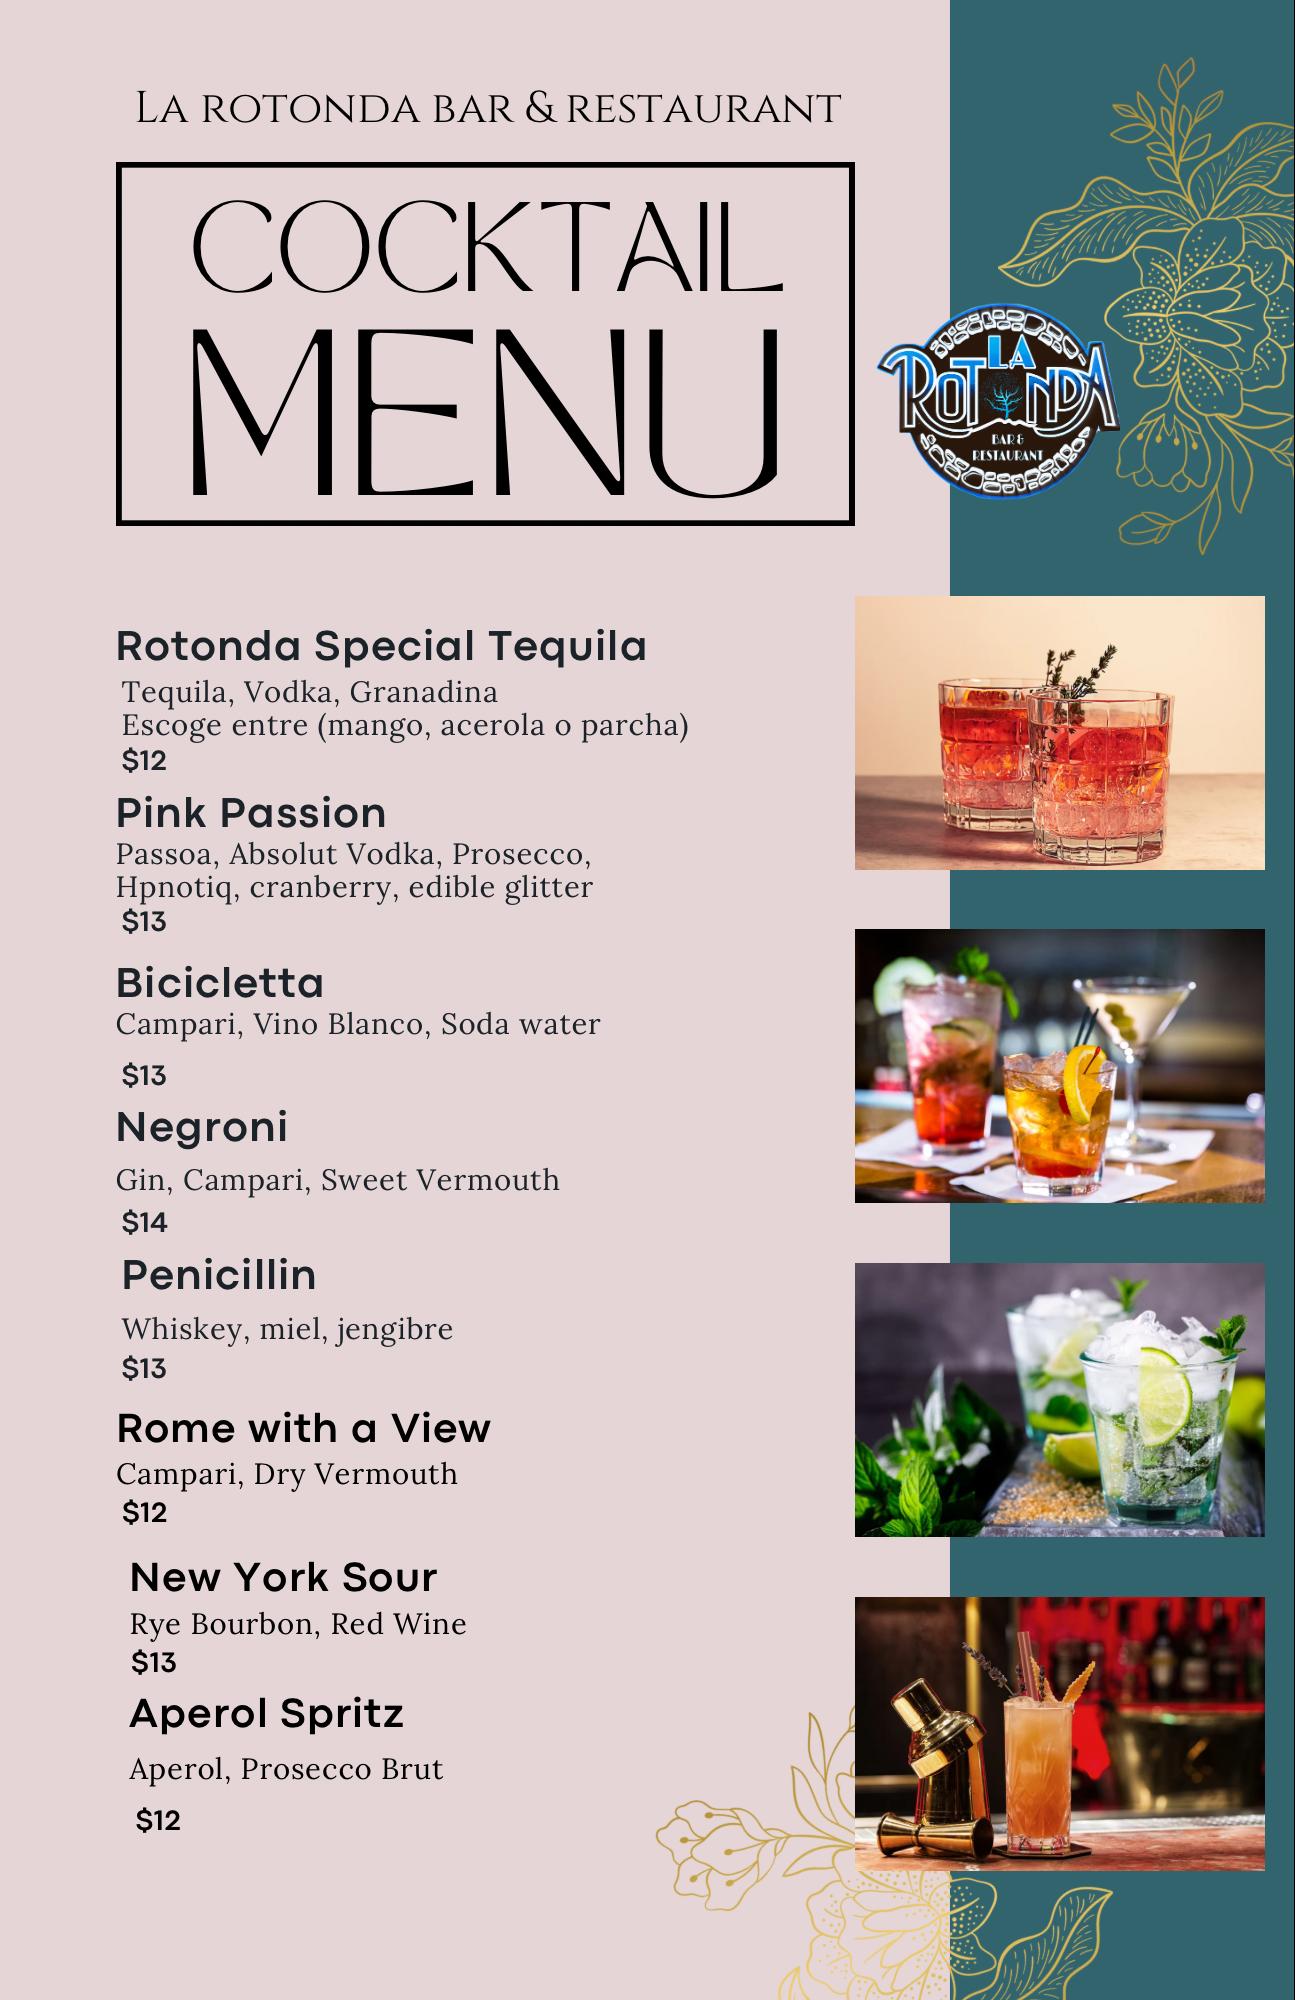 La rotonda bar & restaurant
COCKTAIL
MENU
LA
ROTONDA
BAR &
RESTAURANT
Rotonda Special Tequila
Tequila, Vodka, Granadina
Escoge entre (mango, acerola o parcha)
$12
Pink Passion
Passoa, Absolut Vodka, Prosecco,
Hpnotiq, cranberry, edible glitter
$13
Bicicletta
Campari, Vino Blanco, Soda water
$13
Negroni
Gin, Campari, Sweet Vermouth
$14
Penicillin
Whiskey, miel, jengibre
$13
Rome with a View
Campari, Dry Vermouth
$12
New York Sour
Rye Bourbon, Red Wine
$13
Aperol Spritz
Aperol, Prosecco Brut
$12